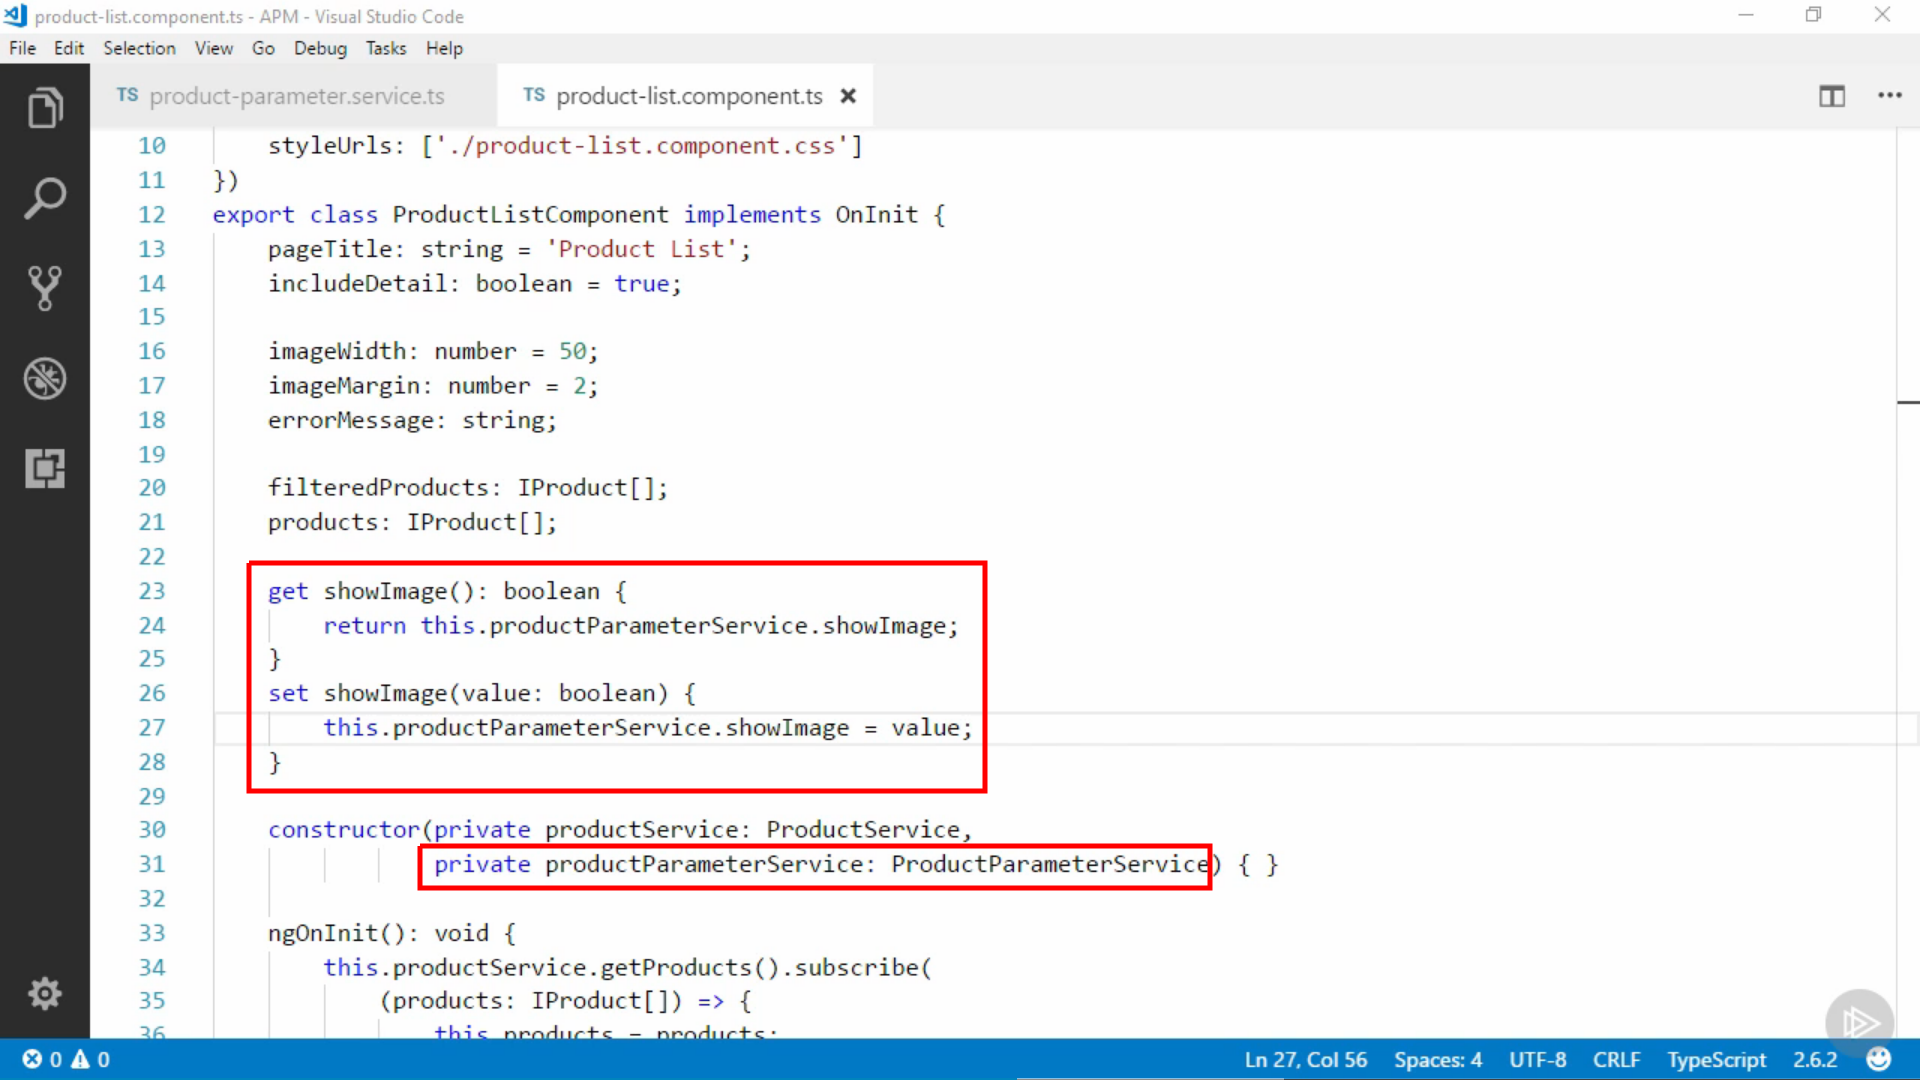 product-list.component.ts - APM - Visual Studio Code
File Edit Selection View Go Debug Tasks Help
TS product-parameter.service.ts TS product-list.component.ts
10 styleUrls: ['./product-list.component.css']
11 })
12 export class ProductListComponent implements OnInit {
13 pageTitle: string = 'Product List';
14 includeDetail: boolean = true;
15
16 imageWidth: number = 50;
17 imageMargin: number = 2;
18 errorMessage: string;
19
20 filteredProducts: IProduct[];
21 products: IProduct[];
22
23 get showImage(): boolean {
24 return this.productParameterService.showImage;
25 }
26 set showImage(value: boolean) {
27 this.productParameterService.showImage = value;
28 }
29
30 constructor(private productService: ProductService,
31 private productParameterService: ProductParameterService) { }
32
33 ngOnInit(): void {
34 this.productService.getProducts().subscribe(
35 (products: IProduct[]) => {
36 this.products = products;
0 0 Ln 27, Col 56 Spaces: 4 UTF-8 CRLF TypeScript 2.6.2